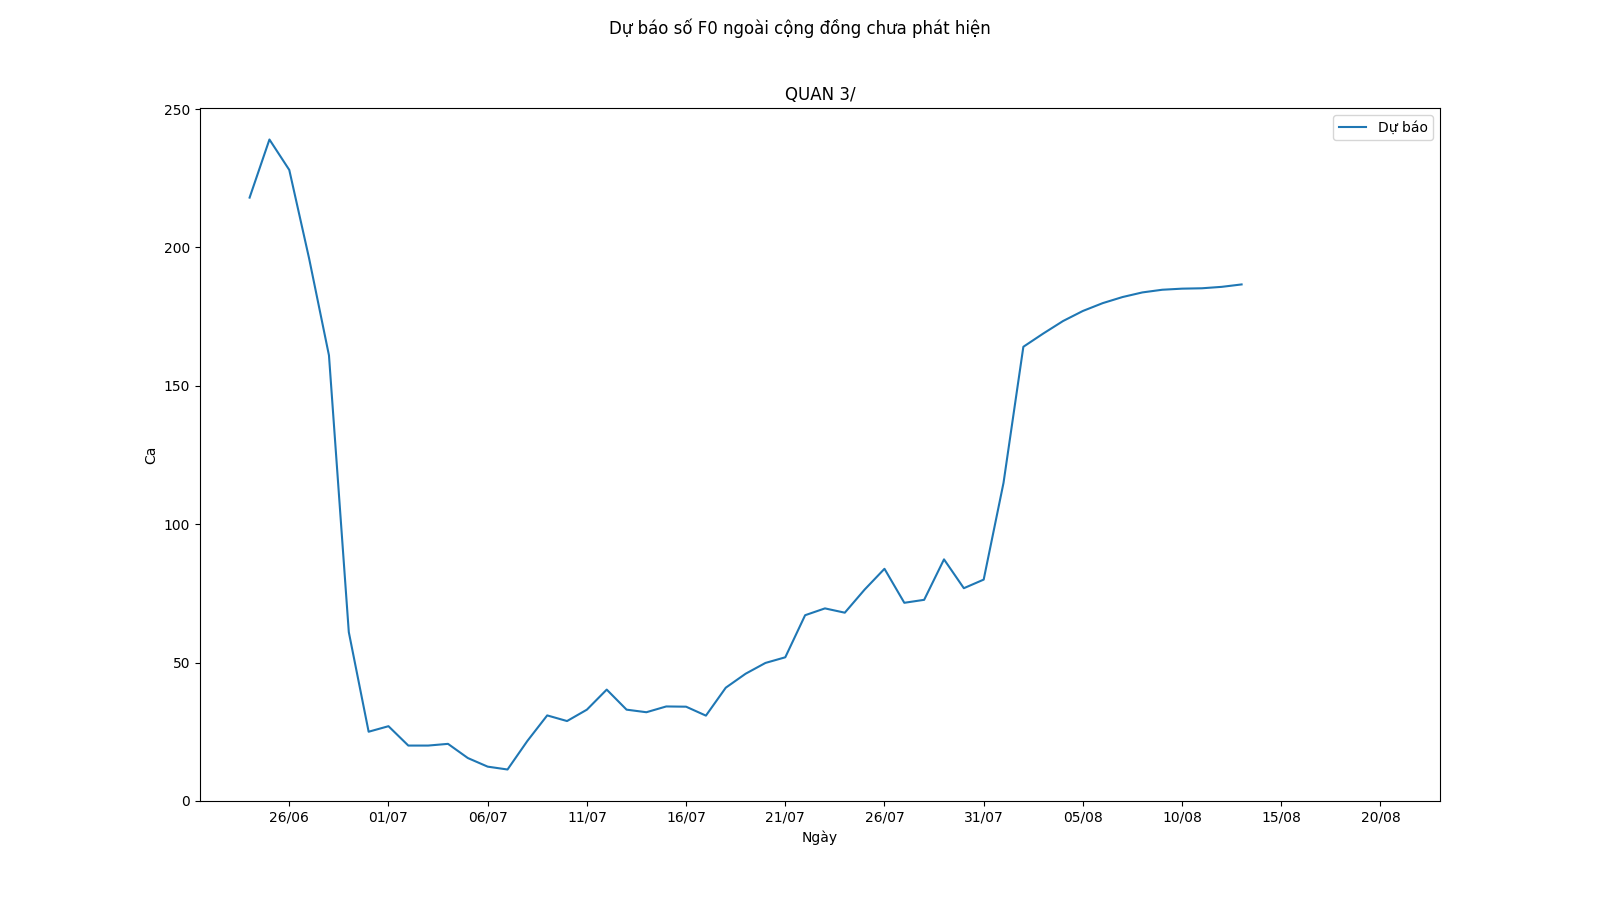 Dự báo số F0 ngoài cộng đồng chưa phát hiện
QUAN 3/
Dự báo
250
200
150
100
50
0
Ca
26/06 01/07 06/07 11/07 16/07 21/07 26/07 31/07 05/08 10/08 15/08 20/08
Ngày